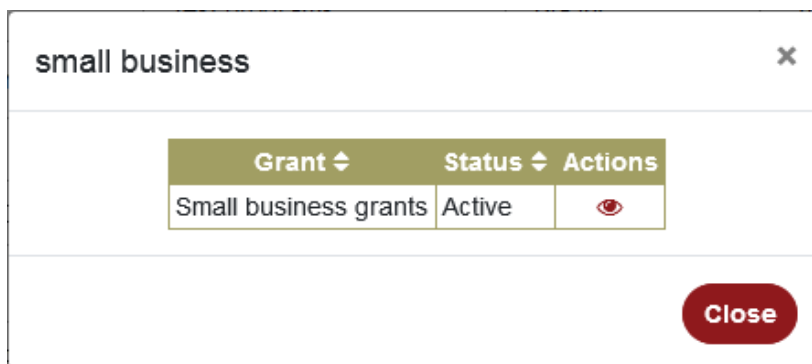 small business
×
Grant Status Actions
Small business grants Active
Close